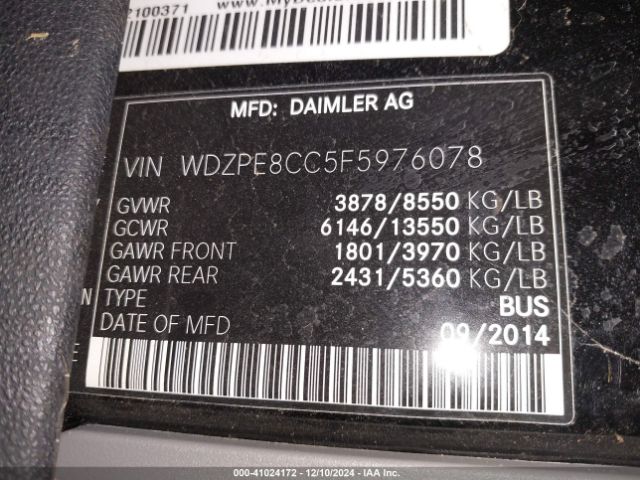 2100371
MFD: DAIMLER AG
VIN WDZPE8CC5F5976078
GVWR 3878/8550 KG/LB
GCWR 6146/13550 KG/LB
GAWR FRONT 1801/3970 KG/LB
GAWR REAR 2431/5360 KG/LB
TYPE BUS
DATE OF MFD 09/2014
000-41024172 - 12/10/2024 - IAA Inc.